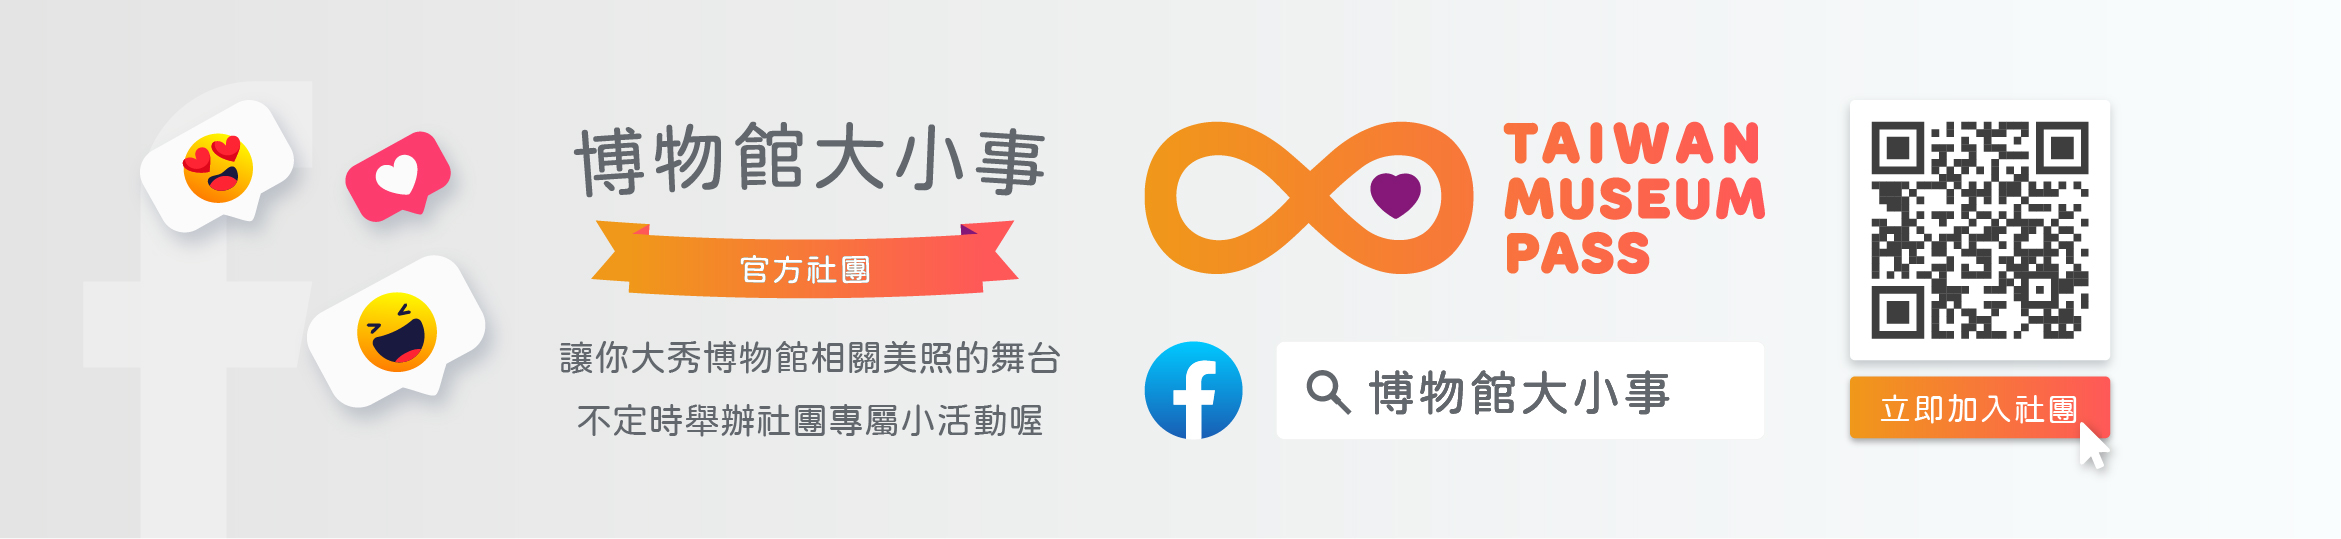 博物館大小事
官方社團
讓你大秀博物館相關美照的舞台
不定時舉辦社團專屬小活動喔
TAIWAN
MUSEUM
PASS
博物館大小事
立即加入社團